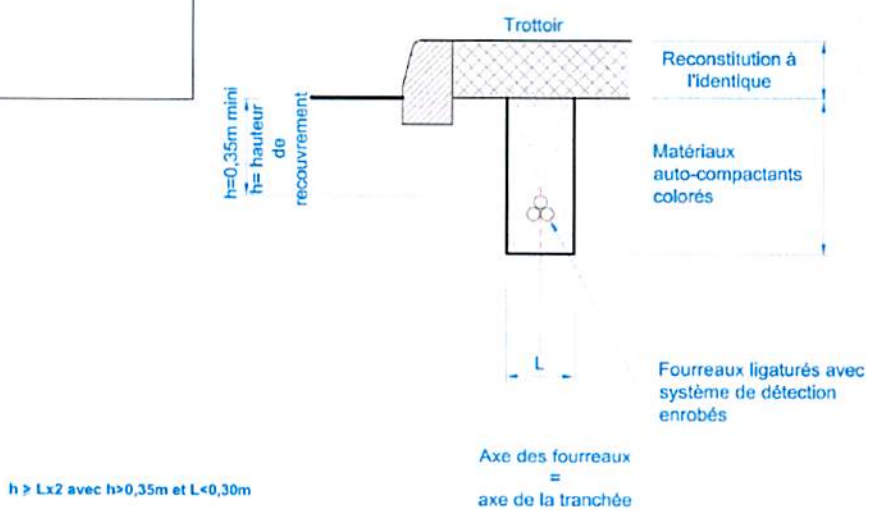 Trottoir
Reconstitution à
l'identique
h=0,35m mini
h= hauteur
de
recouvrement
Matériaux
auto-compactants
colorés
L
Fourreaux ligaturés avec
système de détection
enrobés
Axe des fourreaux
=
axe de la tranchée
h ≥ Lx2 avec h>0,35m et L<0,30m